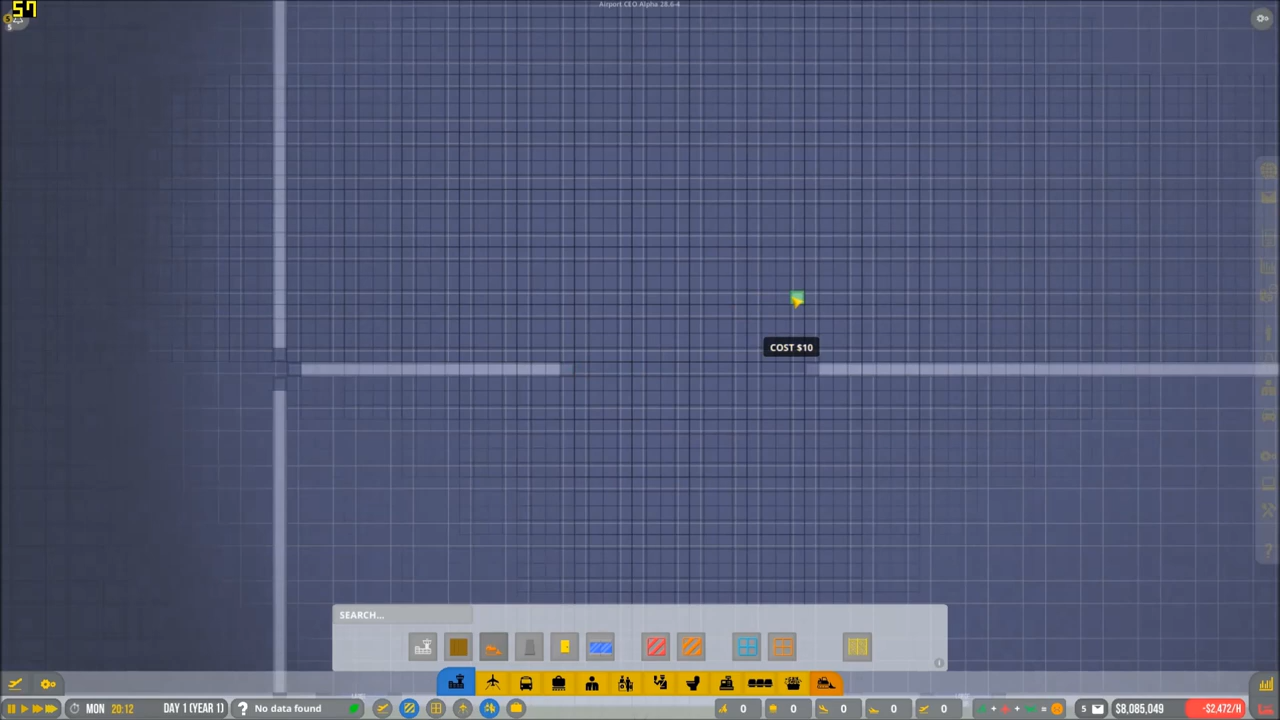 57
Airport CEO Alpha 28.6-4
5
COST $10
SEARCH...
MON 20:12 DAY 1 (YEAR 1) ? No data found 0 0 0 0 0 + + = 5 $8,085,049 -$2,472/H